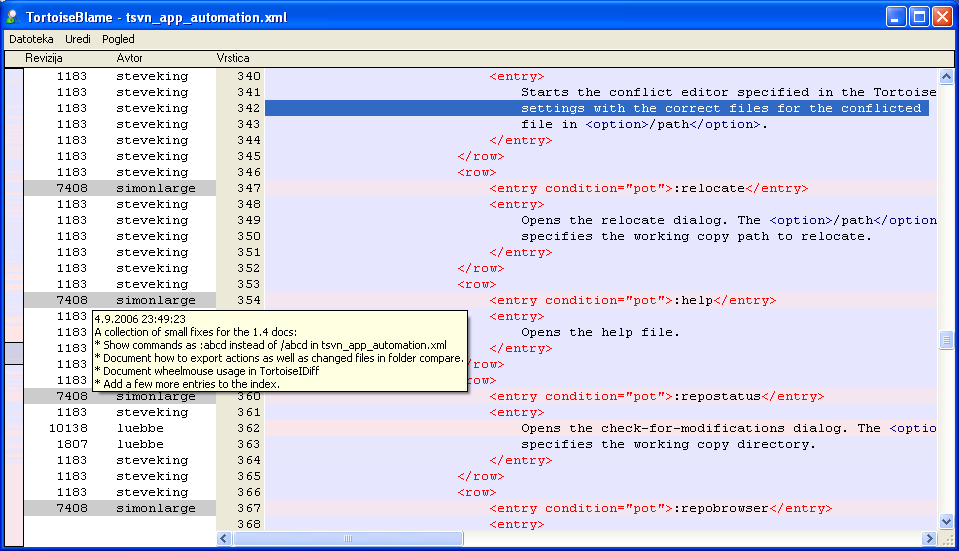 TortoiseBlame - tsvn_app_automation.xml
Datoteka Uredi Pogled
Revizija Avtor Vrstica
1183 steveking 340 <entry>
1183 steveking 341 Starts the conflict editor specified in the Tortoise
1183 steveking 342 settings with the correct files for the conflicted
1183 steveking 343 file in <option>/path</option>.
1183 steveking 344 </entry>
1183 steveking 345 </row>
1183 steveking 346 <row>
7408 simonlarge 347 <entry condition="pot">:relocate</entry>
1183 steveking 348 <entry>
1183 steveking 349 Opens the relocate dialog. The <option>/path</option
1183 steveking 350 specifies the working copy path to relocate.
1183 steveking 351 </entry>
1183 steveking 352 </row>
1183 steveking 353 <row>
7408 simonlarge 354 <entry condition="pot">:help</entry>
1183 <entry>
1183 Opens the help file.
1183 </entry>
1183 </row>
1183 <row>
4.9.2006 23:49:23
A collection of small fixes for the 1.4 docs:
* Show commands as :abcd instead of /abcd in tsvn_app_automation.xml
* Document how to export actions as well as changed files in folder compare.
* Document wheelmouse usage in TortoiseIDiff
* Add a few more entries to the index.
7408 simonlarge 360 <entry condition="pot">:repostatus</entry>
1183 steveking 361 <entry>
10138 luebbe 362 Opens the check-for-modifications dialog. The <optio
1807 luebbe 363 specifies the working copy directory.
1183 steveking 364 </entry>
1183 steveking 365 </row>
1183 steveking 366 <row>
7408 simonlarge 367 <entry condition="pot">:repobrowser</entry>
368 <entry>